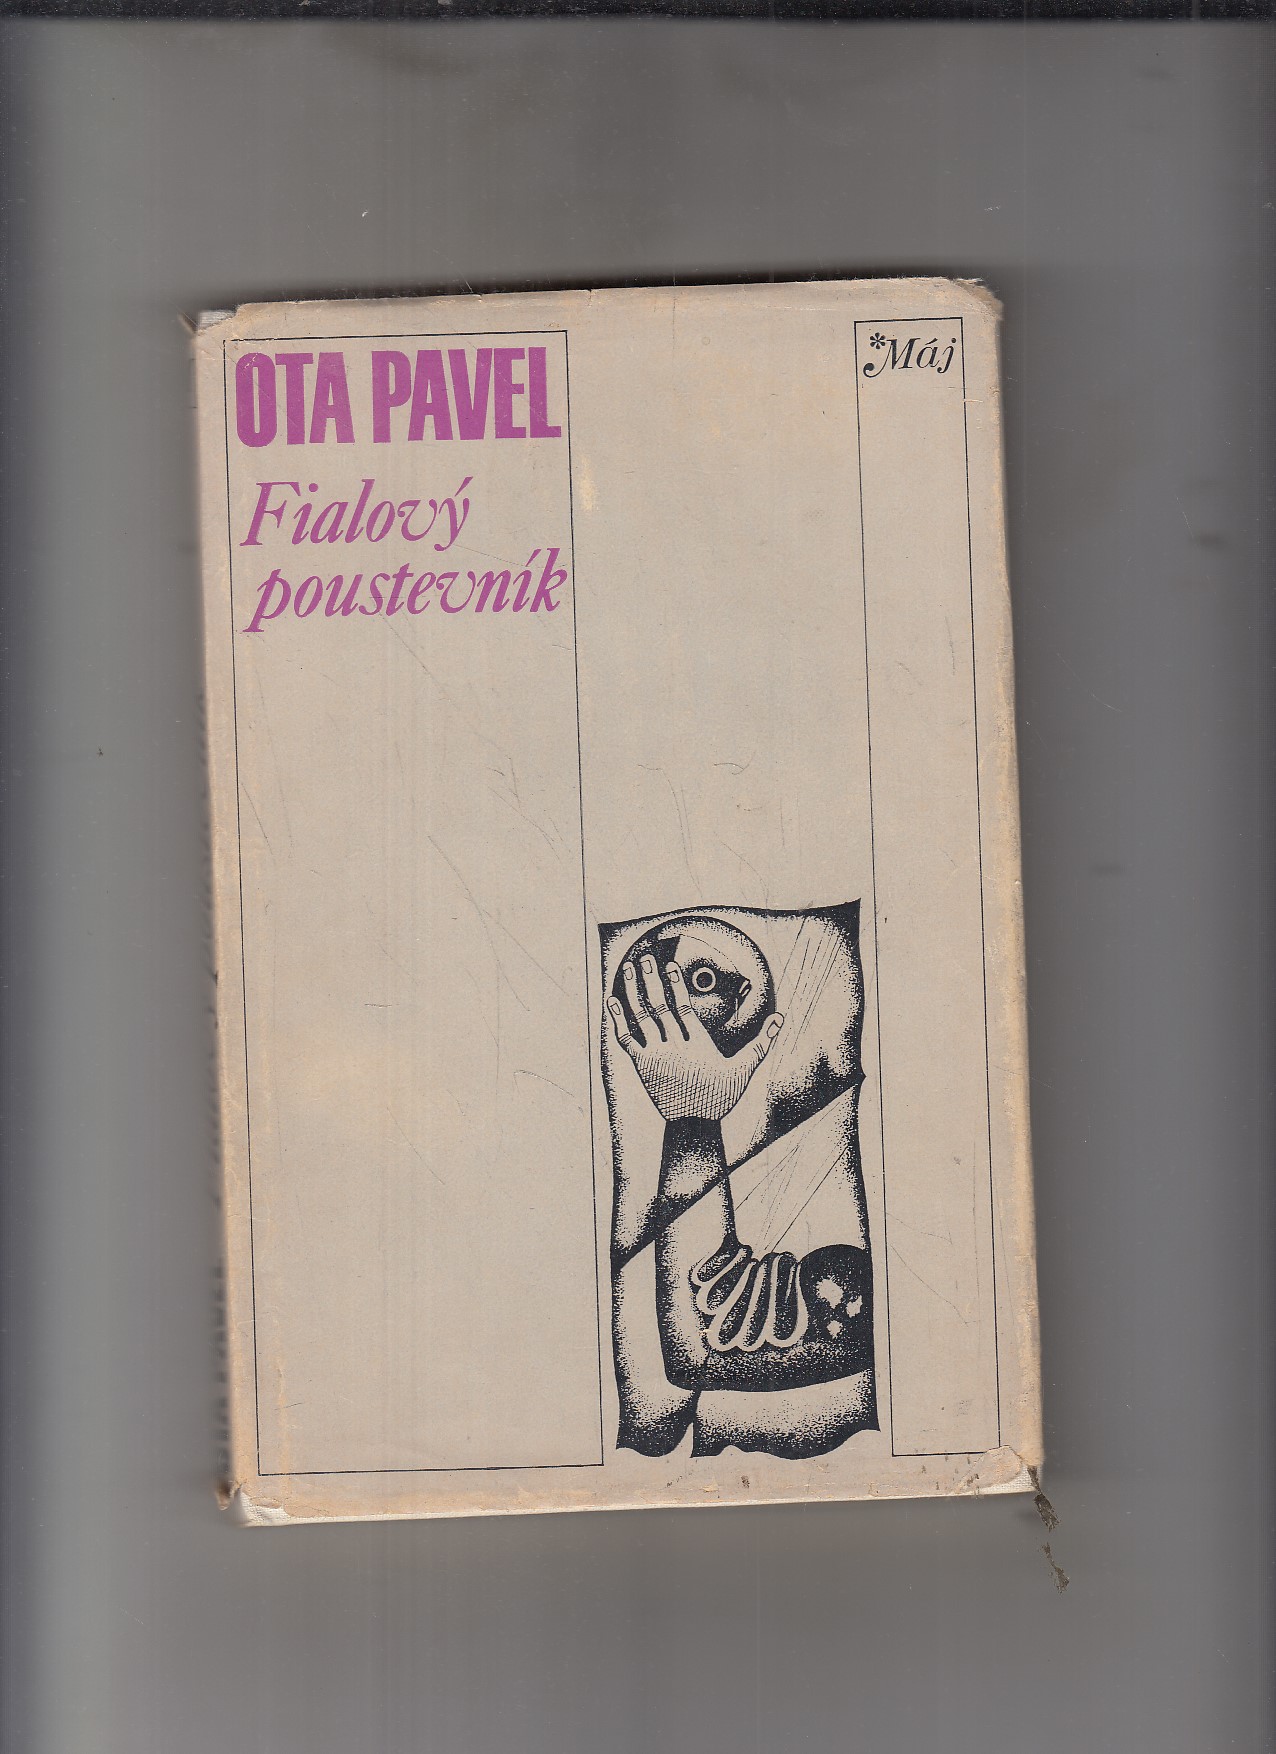 OTA PAVEL
Fialový
poustevník
*Máj